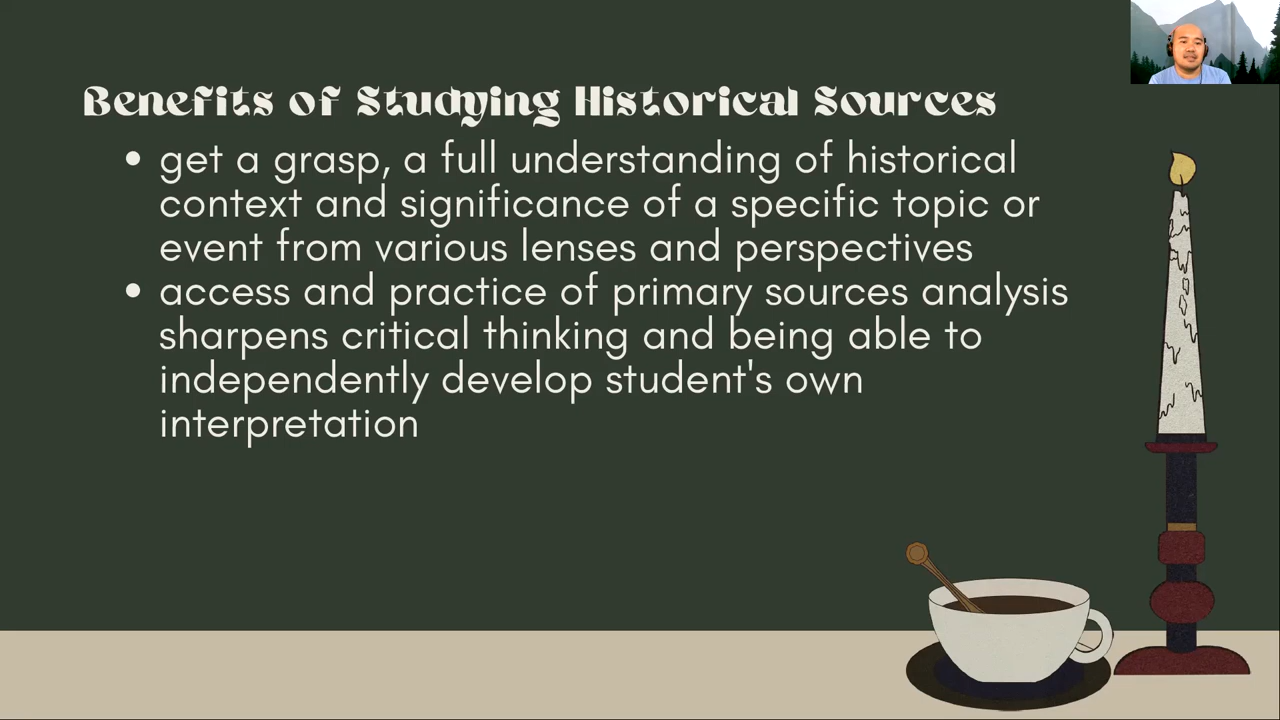 Benefits of Studying Historical Sources
get a grasp, a full understanding of historical
context and significance of a specific topic or
event from various lenses and perspectives
access and practice of primary sources analysis
sharpens critical thinking and being able to
independently develop student's own
interpretation